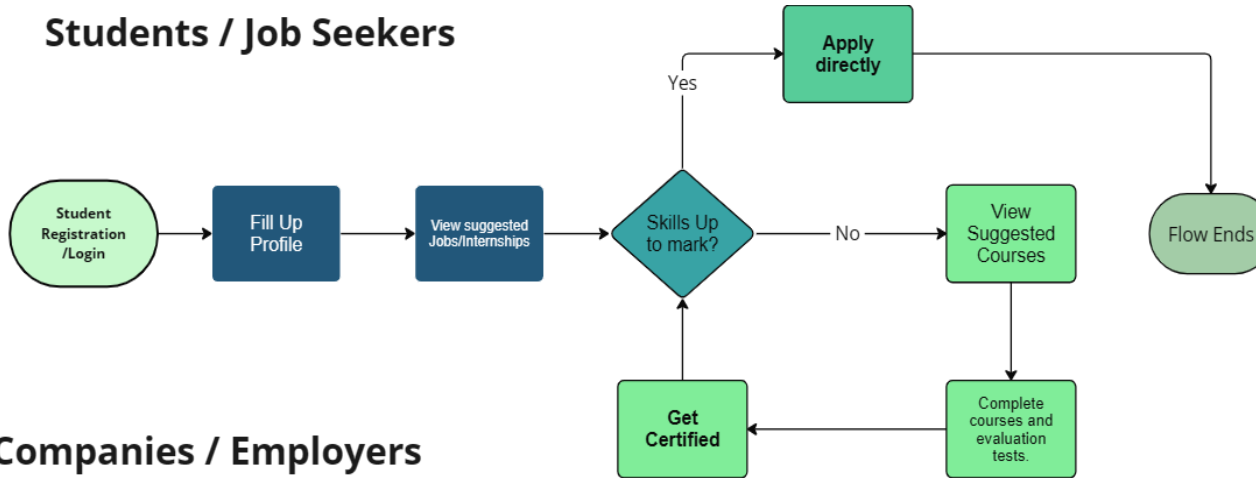 Students / Job Seekers
Apply
directly
Yes
Student
Registration
/Login
Fill Up
Profile
View suggested
Jobs/Internships
Skills Up
to mark?
No
View
Suggested
Courses
Flow Ends
Get
Certified
Complete
courses and
evaluation
tests.
Companies / Employers